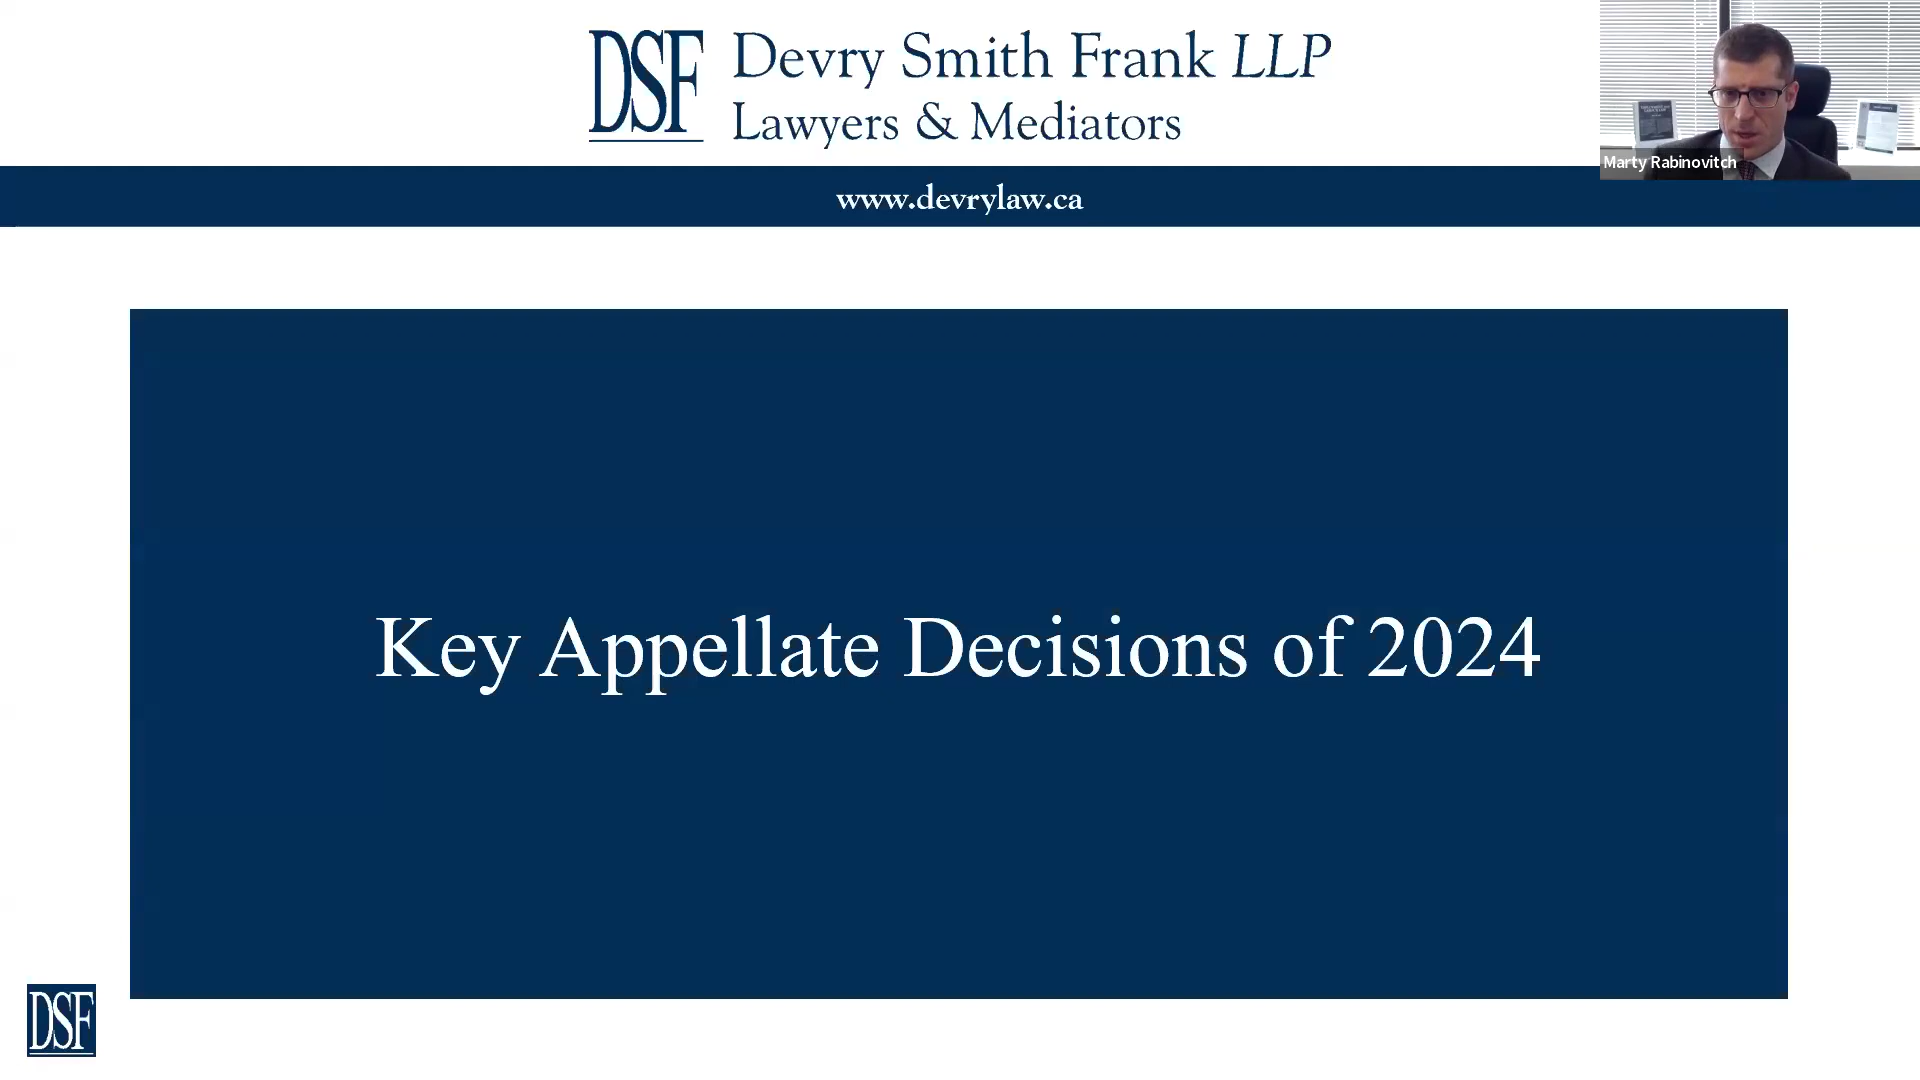 DSF
Devry Smith Frank LLP
Lawyers & Mediators
Marty Rabinovitch
www.devrylaw.ca
Key Appellate Decisions of 2024
DSF